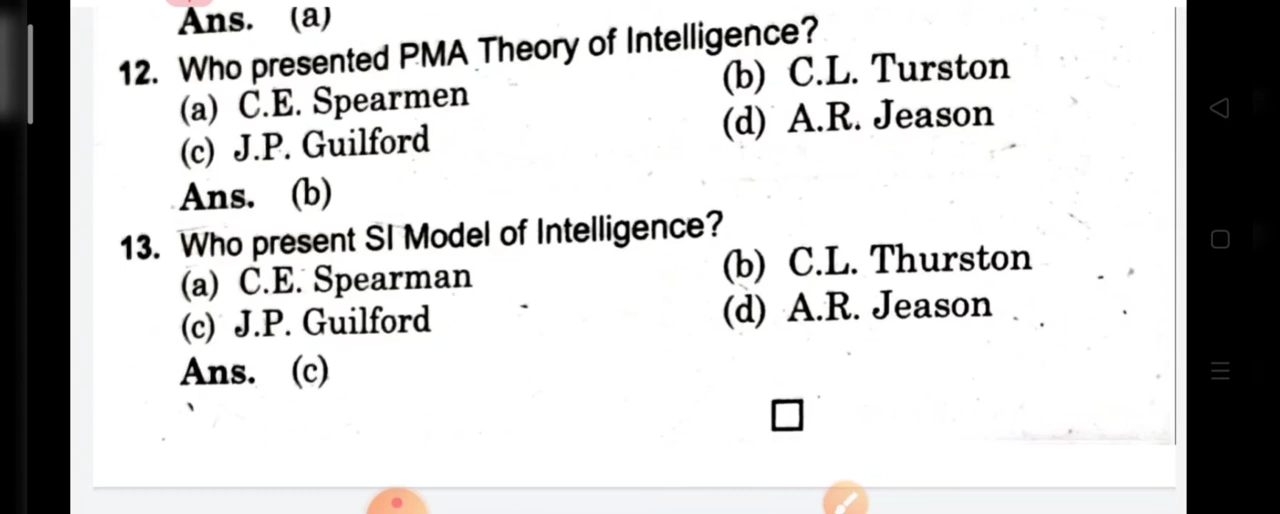 Ans. (a)
12. Who presented PMA Theory of Intelligence?
(a) C.E. Spearmen (b) C.L. Turston
(c) J.P. Guilford (d) A.R. Jeason
Ans. (b)
13. Who present SI Model of Intelligence?
(a) C.E. Spearman (b) C.L. Thurston
(c) J.P. Guilford (d) A.R. Jeason
Ans. (c)